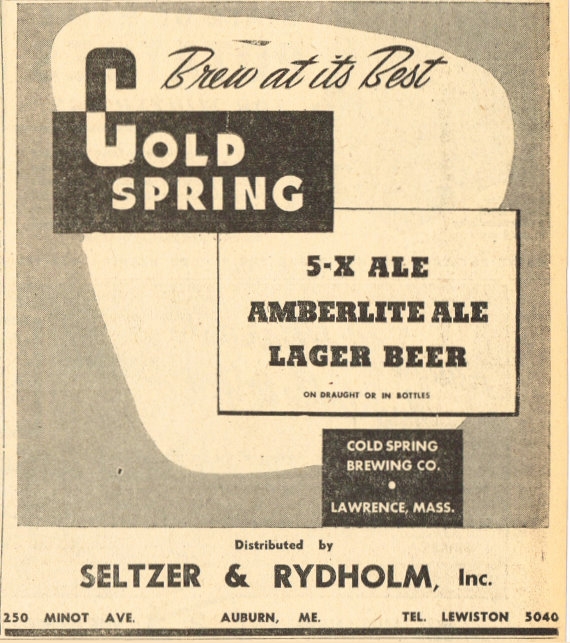 Brew at its Best
COLD
SPRING
5-X ALE
AMBERLITE ALE
LAGER BEER
ON DRAUGHT OR IN BOTTLES
COLD SPRING
BREWING CO.
•
LAWRENCE, MASS.
Distributed by
SELTZER & RYDHOLM, Inc.
250 MINOT AVE. AUBURN, ME. TEL. LEWISTON 5040